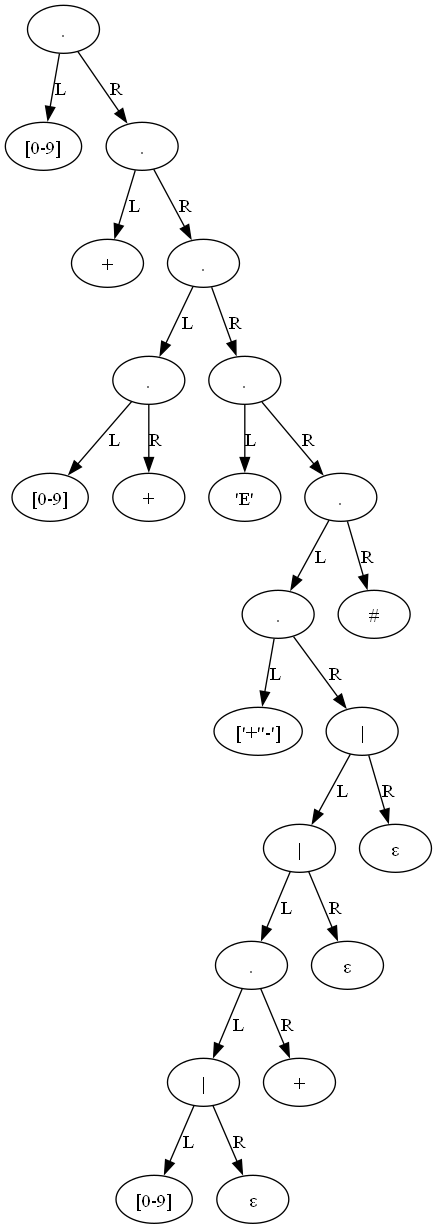 .
L R
[0-9] .
L R
+ .
L R
. .
L R L R
[0-9] + 'E' .
L R
. #
L R
['+''-'] |
L R
| ε
L R
. ε
L R
| +
L R
[0-9] ε